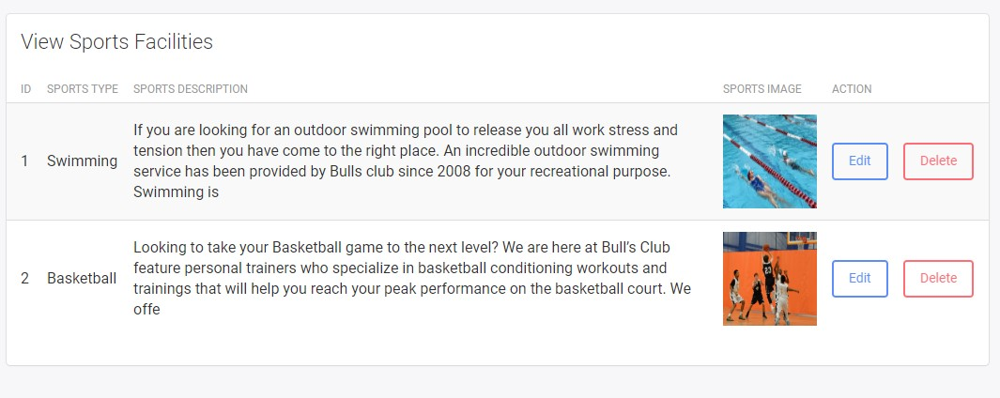 View Sports Facilities
ID SPORTS TYPE SPORTS DESCRIPTION SPORTS IMAGE ACTION
If you are looking for an outdoor swimming pool to release you all work stress and
tension then you have come to the right place. An incredible outdoor swimming
1 Swimming Edit Delete
service has been provided by Bulls club since 2008 for your recreational purpose.
Swimming is
Looking to take your Basketball game to the next level? We are here at Bull’s Club
feature personal trainers who specialize in basketball conditioning workouts and
2 Basketball Edit Delete
trainings that will help you reach your peak performance on the basketball court. We
offe
23